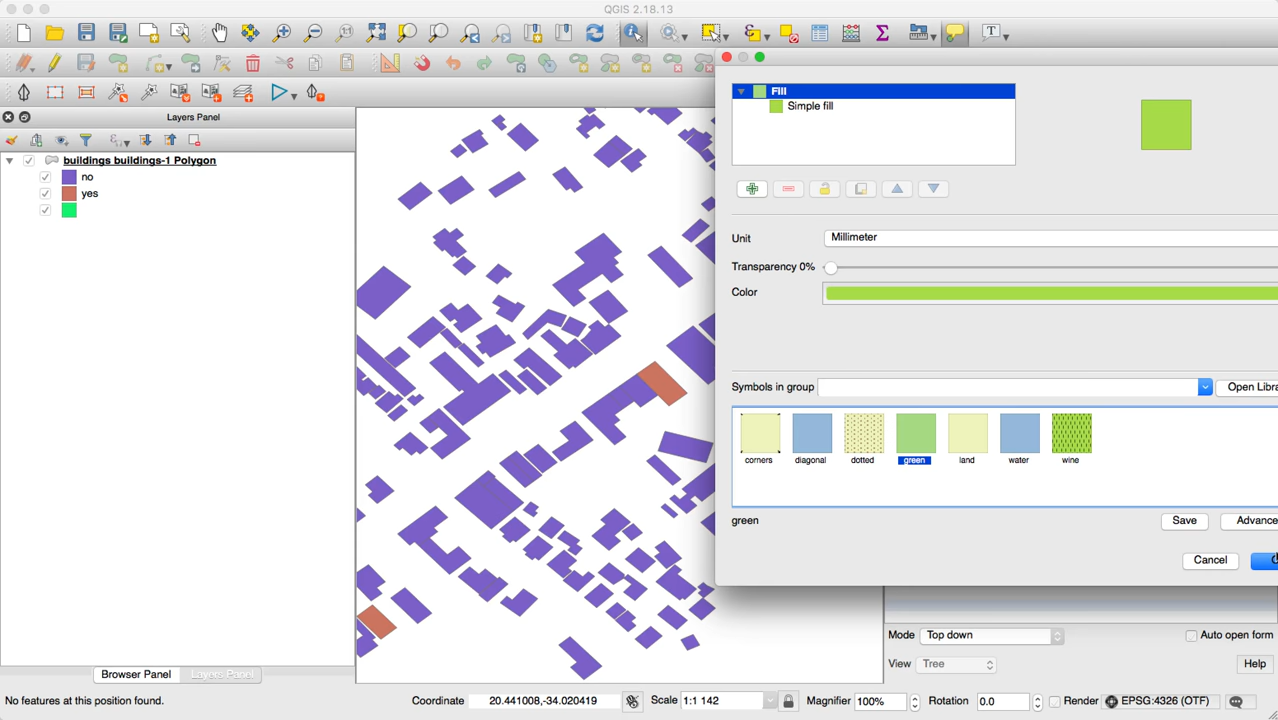 QGIS 2.18.13
Layers Panel
buildings buildings-1 Polygon
no
yes
Fill
Simple fill
Unit
Millimeter
Transparency 0%
Color
Symbols in group
Open Libra
corners
diagonal
dotted
green
land
water
wine
green
Save
Advance
Cancel
Mode
Top down
Auto open form
View
Tree
Help
Browser Panel
Layers Panel
No features at this position found.
Coordinate
20.441008,-34.020419
Scale
1:1 142
Magnifier
100%
Rotation
0.0
Render
EPSG:4326 (OTF)